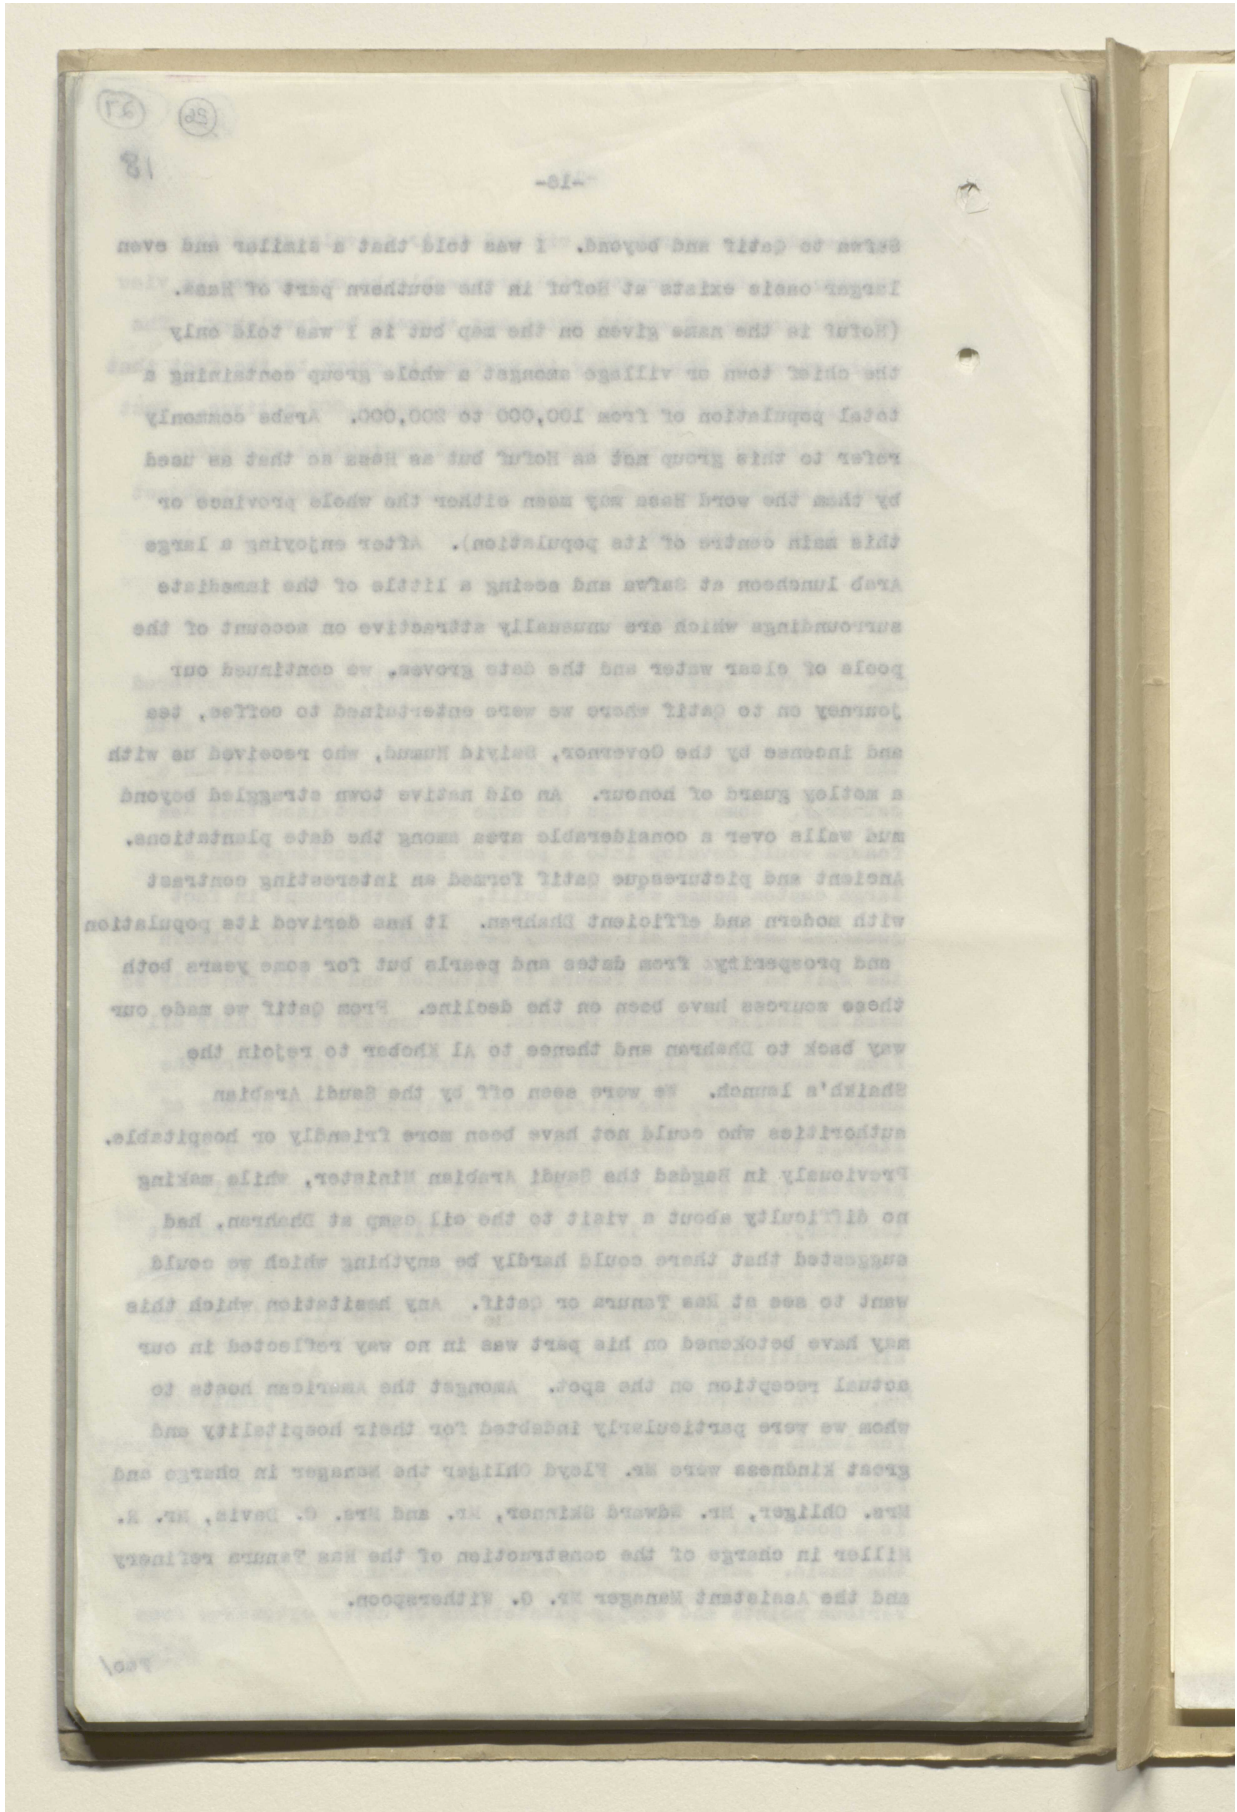 -18-
Safwa to Qatif and beyond. I was told that a similar and even
larger oasis exists at Hofuf in the southern part of Hasa.
(Hofuf is the name given on the map but is I was told only
the chief town or village amongst a whole group containing a
total population of from 100,000 to 200,000. Arabs commonly
refer to this group not as Hofuf but as Hasa so that as used
by them the word Hasa may mean either the whole province or
this main centre of its population). After enjoying a large
Arab luncheon at Safwa and seeing a little of the immediate
surroundings which are unusually attractive on account of the
pools of clear water and the date groves, we continued our
journey on to Qatif where we were entertained to coffee, tea
and incense by the Governor, Saiyid Humud, who received us with
a motley guard of honour. An old native town straggled beyond
mud walls over a considerable area among the date plantations.
Ancient and picturesque Qatif formed an interesting contrast
with modern and efficient Dhahran. It has derived its population
and prosperity from dates and pearls but for some years both
these sources have been on the decline. From Qatif we made our
way back to Dhahran and thence to Al Khobar to rejoin the
Shaikh's launch. We were seen off by the Saudi Arabian
authorities who could not have been more friendly or hospitable.
Previously in Bagdad the Saudi Arabian Minister, while making
no difficulty about a visit to the oil camp at Dhahran, had
suggested that there could hardly be anything which we could
want to see at Ras Tanura or Qatif. Any hesitation which this
may have betokened on his part was in no way reflected in our
actual reception on the spot. Amongst the American hosts to
whom we were particularly indebted for their hospitality and
great kindness were Mr. Floyd Ohliger the Manager in charge and
Mrs. Ohliger, Mr. Edward Skinner, Mr. and Mrs. C. Davis, Mr. R.
Miller in charge of the construction of the Ras Tanura refinery
and the Assistant Manager Mr. G. Witherspoon.